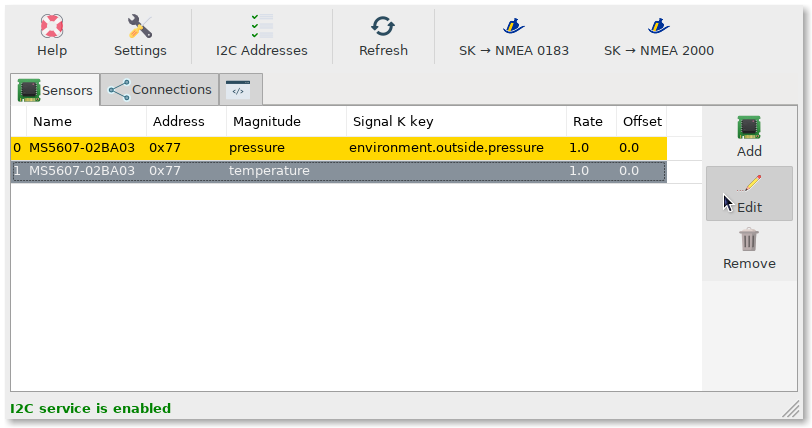 Help Settings I2C Addresses Refresh SK → NMEA 0183 SK → NMEA 2000
Sensors Connections </>
Name Address Magnitude Signal K key Rate Offset
0 MS5607-02BA03 0x77 pressure environment.outside.pressure 1.0 0.0
1 MS5607-02BA03 0x77 temperature 1.0 0.0
Add
Edit
Remove
I2C service is enabled